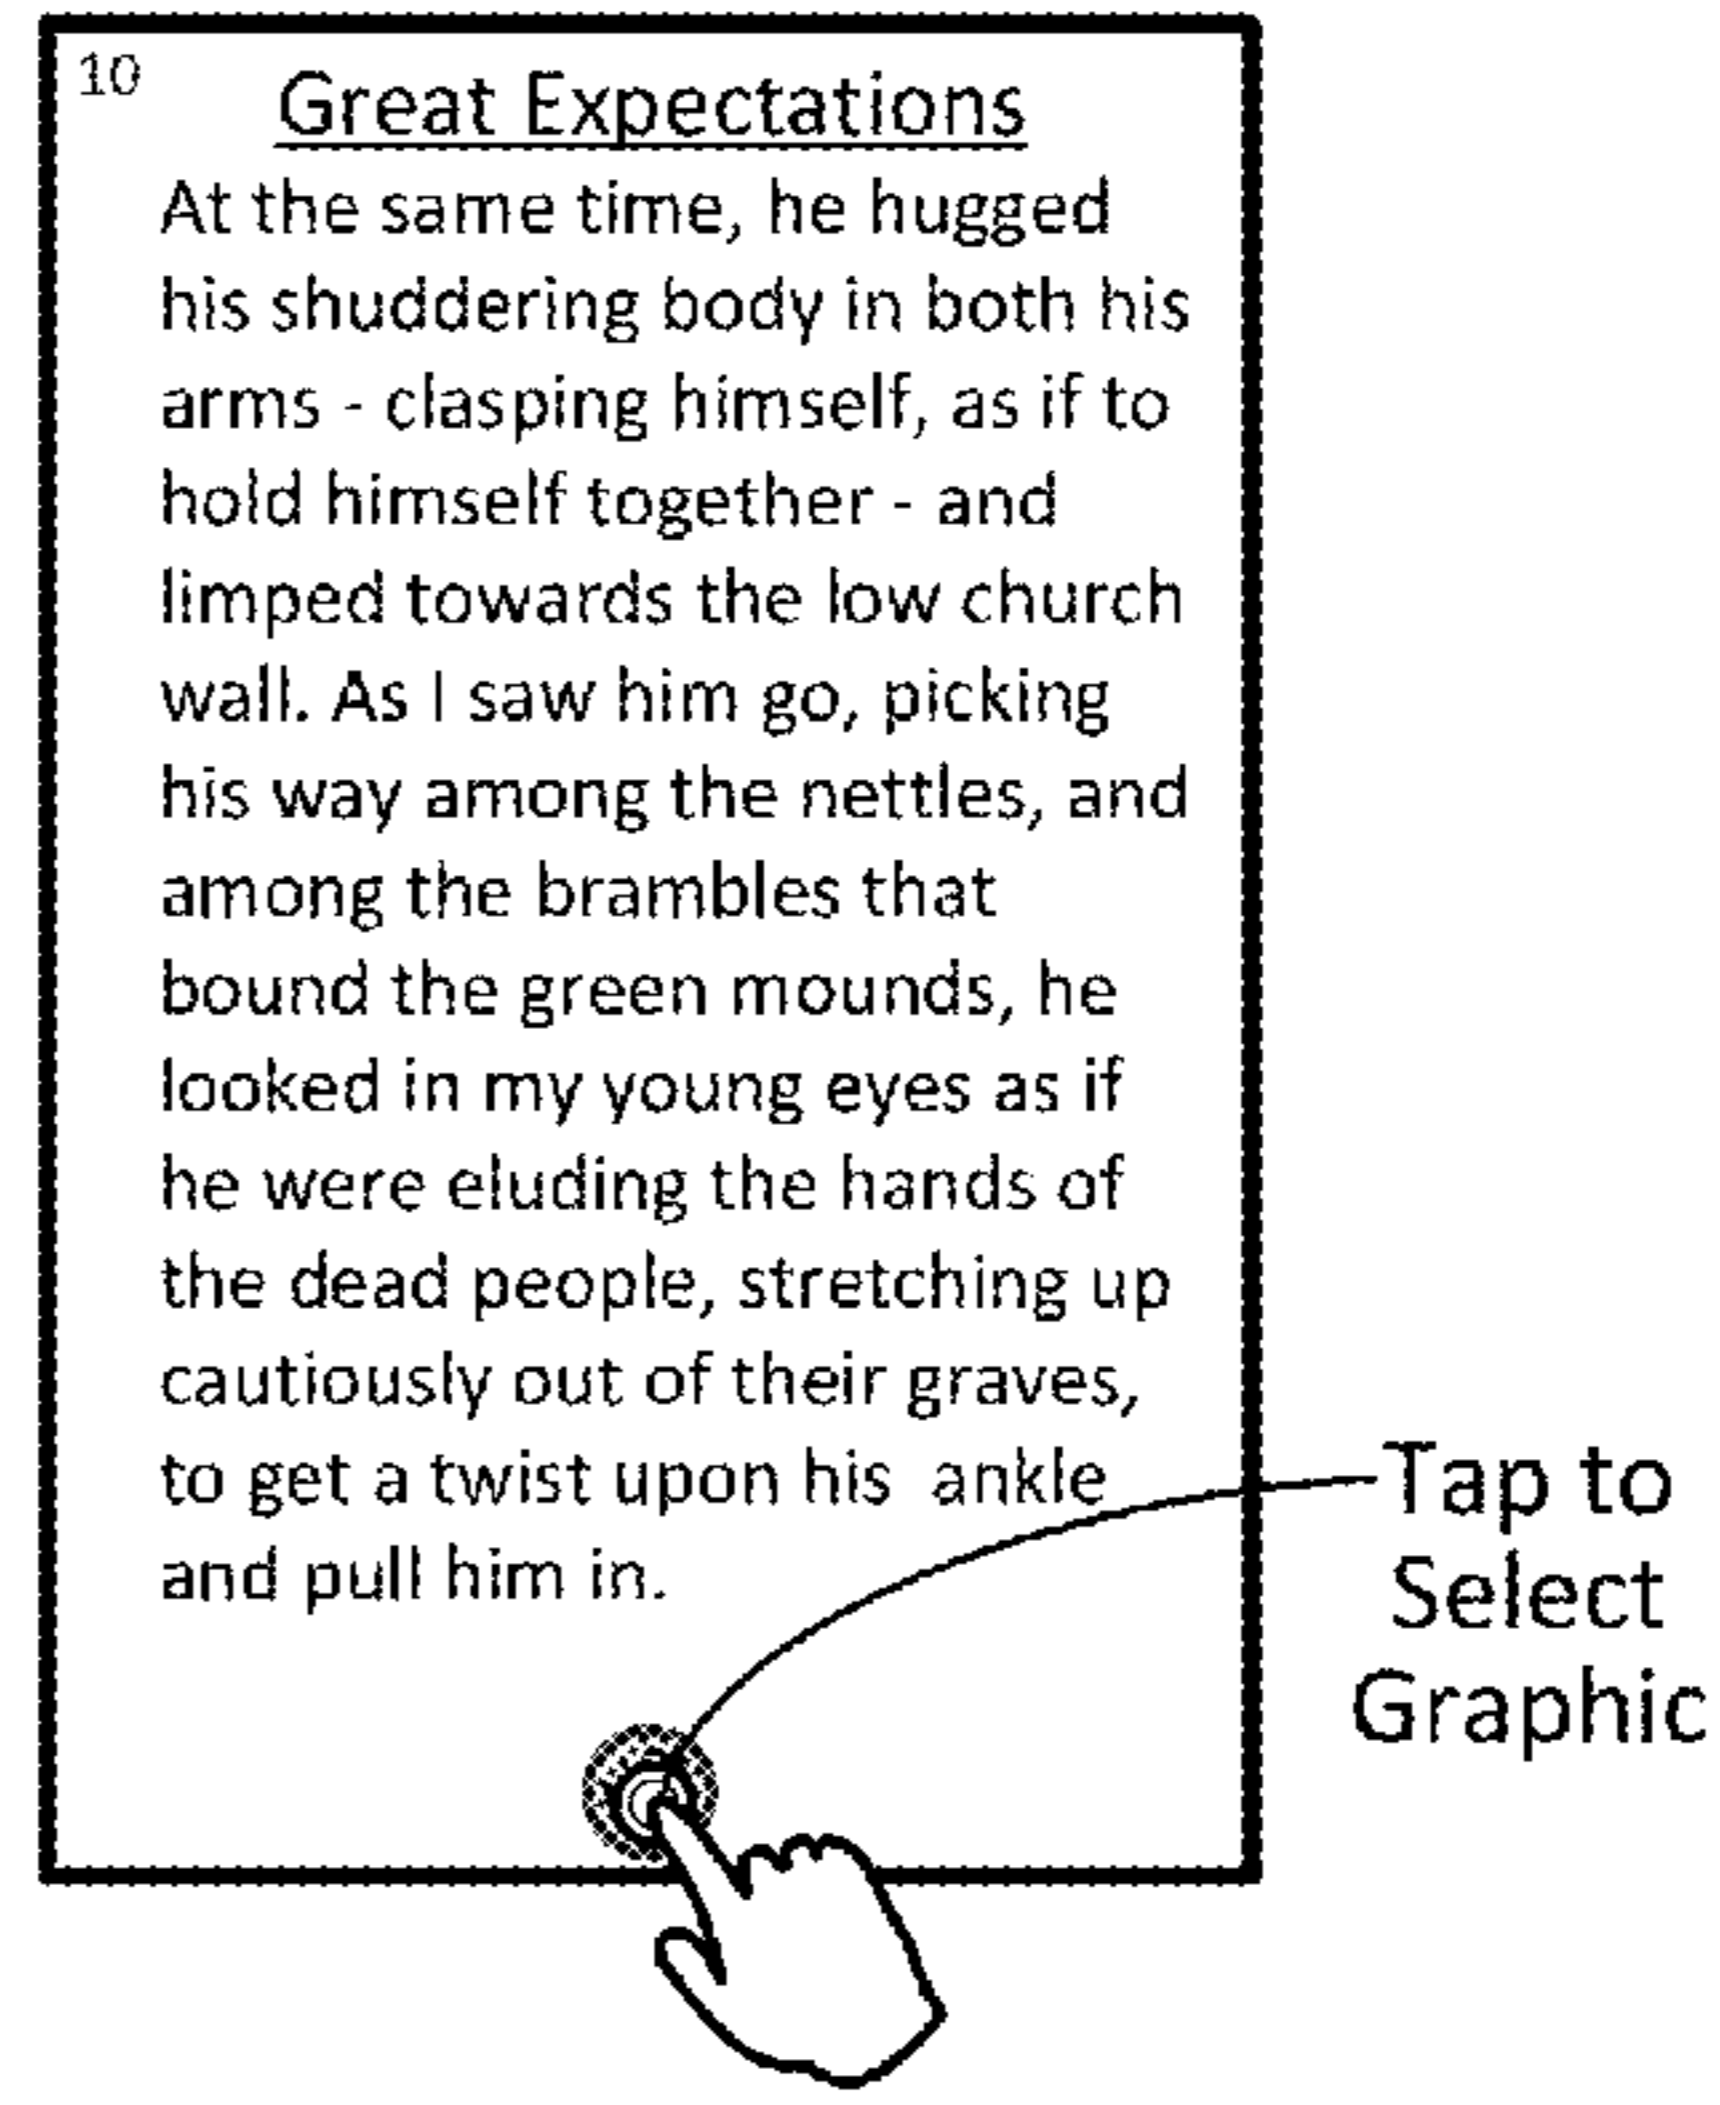 10
Great Expectations
At the same time, he hugged
his shuddering body in both his
arms - clasping himself, as if to
hold himself together - and
limped towards the low church
wall. As I saw him go, picking
his way among the nettles, and
among the brambles that
bound the green mounds, he
looked in my young eyes as if
he were eluding the hands of
the dead people, stretching up
cautiously out of their graves,
to get a twist upon his  ankle
and pull him in.
Tap to
Select
Graphic